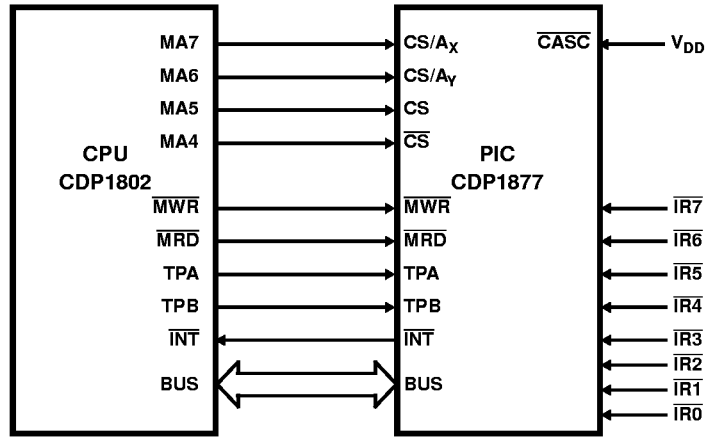 MA7 CS/AX CASC VDD
MA6 CS/AY
MA5 CS
MA4 CS
CPU PIC
CDP1802 CDP1877
MWR MWR IR7
MRD MRD IR6
TPA TPA IR5
TPB TPB IR4
INT INT IR3
IR2
BUS BUS
IR1
IR0